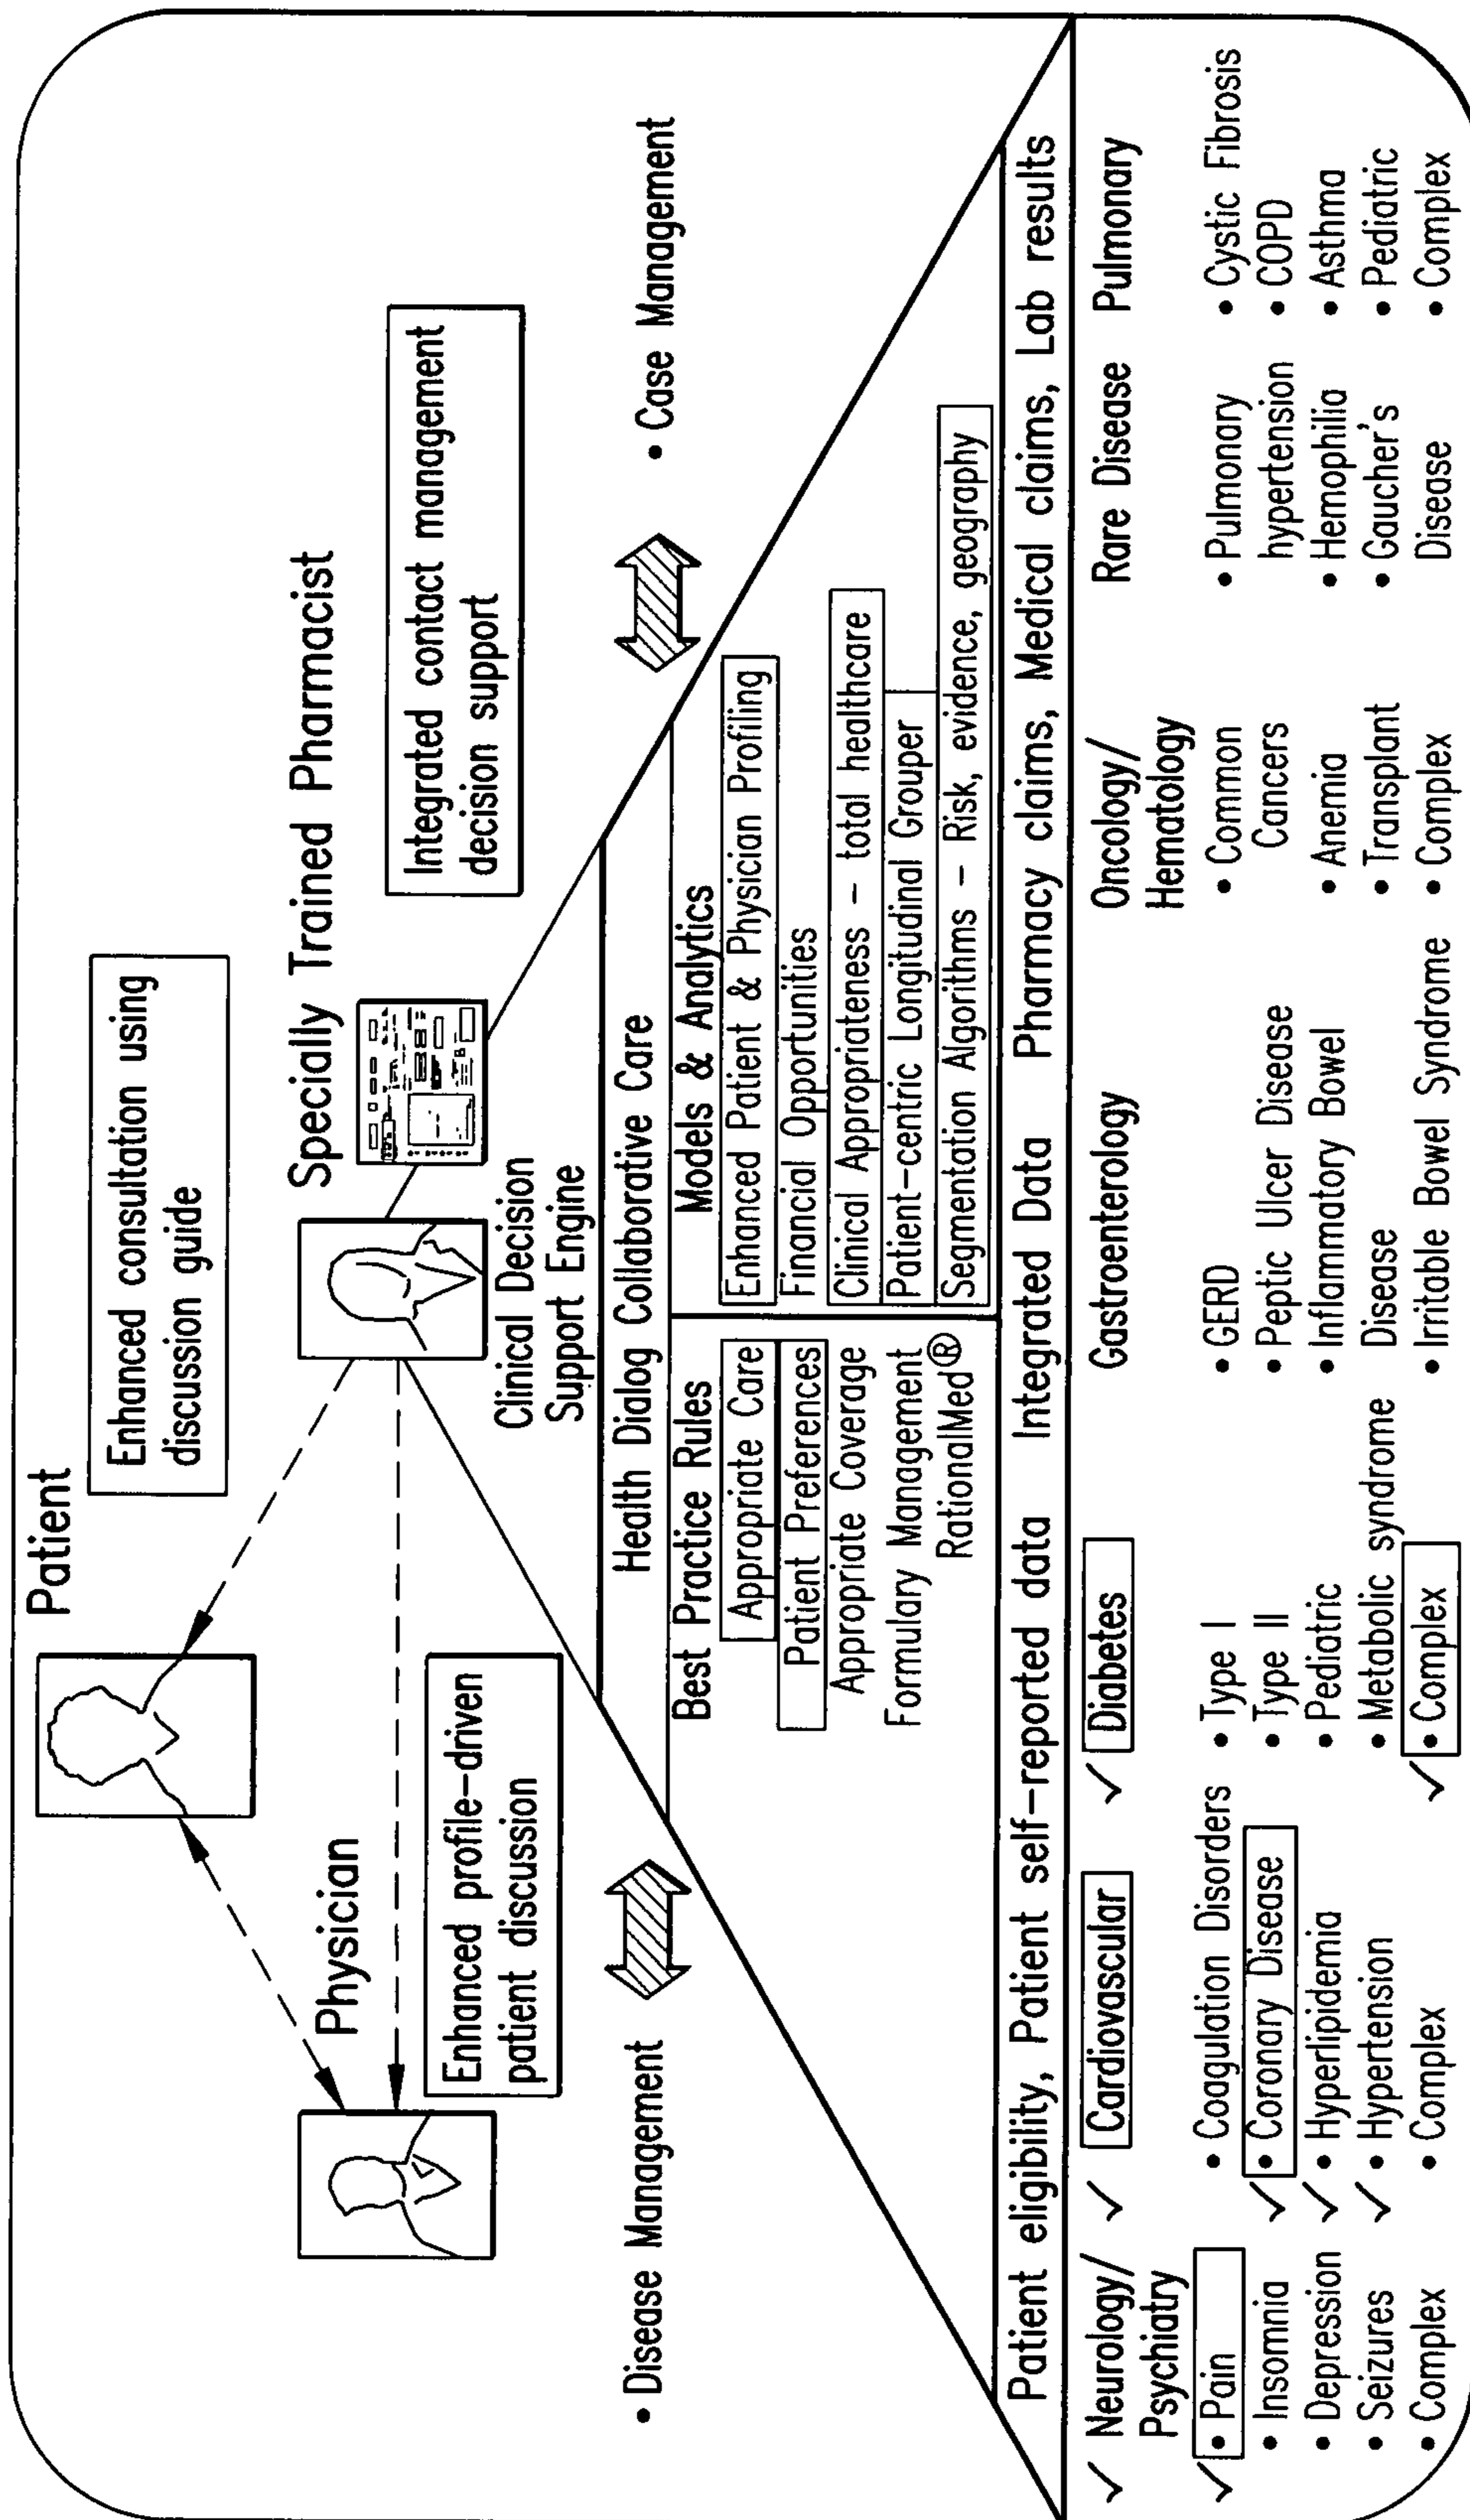 Patient
Enhanced consultation using
discussion guide
Physician
Specially Trained Pharmacist
Enhanced profile–driven
patient discussion
Integrated contact management
decision support
Clinical Decision
Support Engine
• Disease Management
• Case Management
Health Dialog Collaborative Care
Best Practice Rules
Appropriate Care
Patient Preferences
Appropriate Coverage
Formulary Management
RationalMed®
Models & Analytics
Enhanced Patient & Physician Profiling
Financial Opportunities
Clinical Appropriateness – total healthcare
Patient–centric Longitudinal Grouper
Segmentation Algorithms – Risk, evidence, geography
Patient eligibility, Patient self–reported data Integrated Data Pharmacy claims, Medical claims, Lab results
✓ Neurology/
Psychiatry
✓ • Pain
• Insomnia
• Depression
• Seizures
• Complex
✓ Cardiovascular
• Coagulation Disorders
✓ • Coronary Disease
✓ • Hyperlipidemia
✓ • Hypertension
• Complex
✓ Diabetes
• Type I
• Type II
• Pediatric
• Metabolic syndrome
✓ • Complex
Gastroenterology
• GERD
• Peptic Ulcer Disease
• Inflammatory Bowel
Disease
• Irritable Bowel Syndrome
Oncology/
Hematology
• Common
Cancers
• Anemia
• Transplant
• Complex
Rare Disease
• Pulmonary
hypertension
• Hemophilia
• Gaucher's
Disease
Pulmonary
• Cystic Fibrosis
• COPD
• Asthma
• Pediatric
• Complex